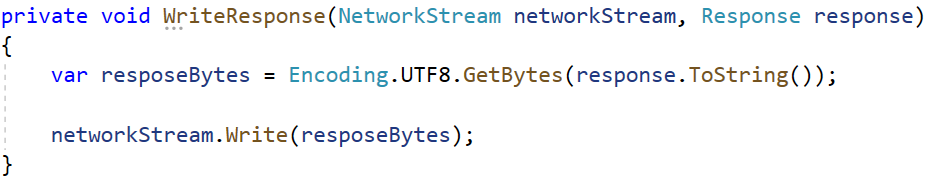 private void WriteResponse(NetworkStream networkStream, Response response)
{
    var resposeBytes = Encoding.UTF8.GetBytes(response.ToString());
    networkStream.Write(resposeBytes);
}